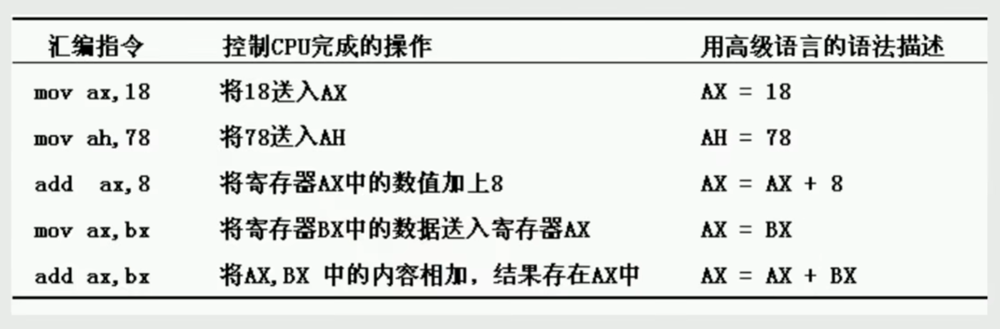 汇编指令 控制CPU完成的操作 用高级语言的语法描述
mov ax,18 将18送入AX AX = 18
mov ah,78 将78送入AH AH = 78
add ax,8 将寄存器AX中的数值加上8 AX = AX + 8
mov ax,bx 将寄存器BX中的数据送入寄存器AX AX = BX
add ax,bx 将AX,BX 中的内容相加，结果存在AX中 AX = AX + BX